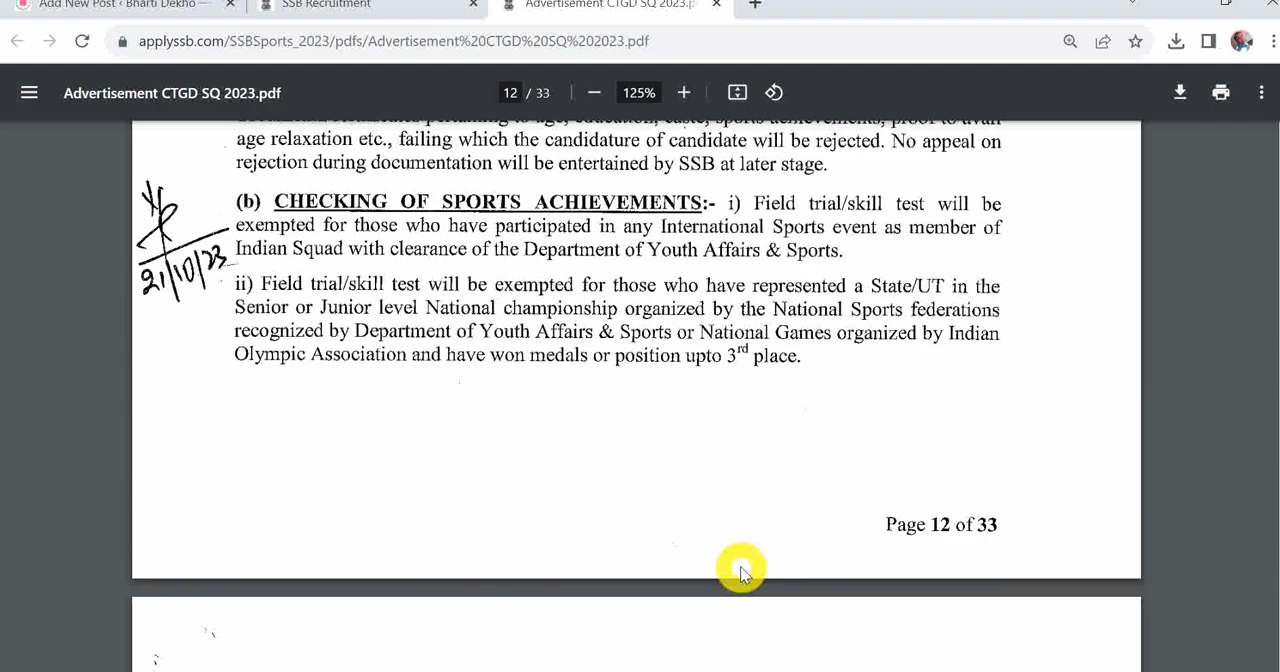 Add New Post ‹ Bharti Dekho —
SSB Recruitment
Advertisement CTGD SQ 2023.p
applyssb.com/SSBSports_2023/pdfs/Advertisement%20CTGD%20SQ%202023.pdf
Advertisement CTGD SQ 2023.pdf
12 / 33
125%
age relaxation etc., failing which the candidature of candidate will be rejected. No appeal on
rejection during documentation will be entertained by SSB at later stage.
(b) CHECKING OF SPORTS ACHIEVEMENTS:- i) Field trial/skill test will be
exempted for those who have participated in any International Sports event as member of
Indian Squad with clearance of the Department of Youth Affairs & Sports.
21/10/23
ii) Field trial/skill test will be exempted for those who have represented a State/UT in the
Senior or Junior level National championship organized by the National Sports federations
recognized by Department of Youth Affairs & Sports or National Games organized by Indian
Olympic Association and have won medals or position upto 3rd place.
Page 12 of 33